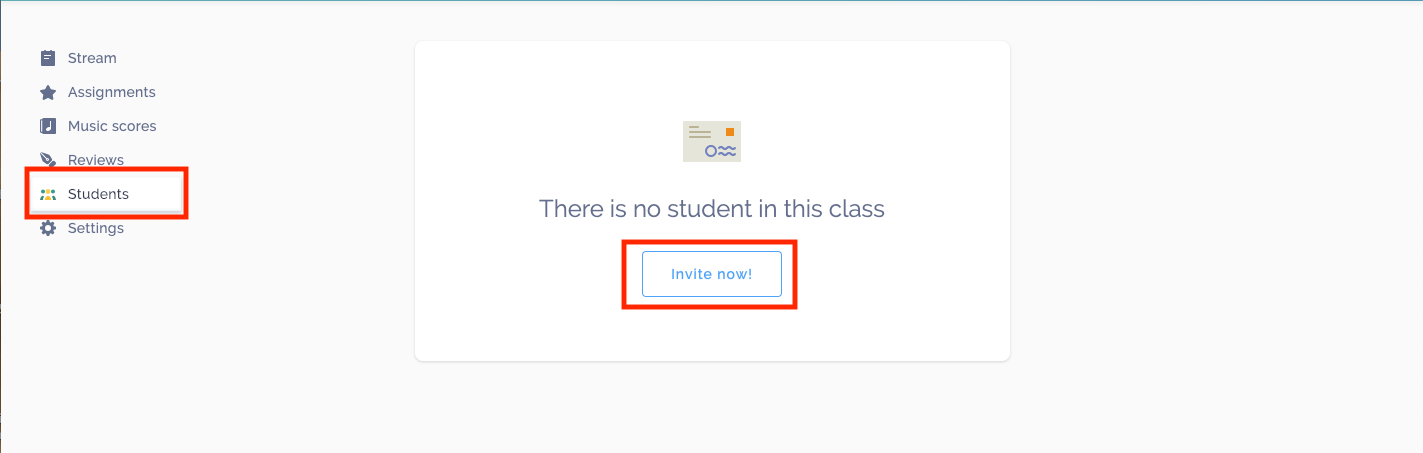 Stream
Assignments
Music scores
Reviews
Students
Settings
There is no student in this class
Invite now!